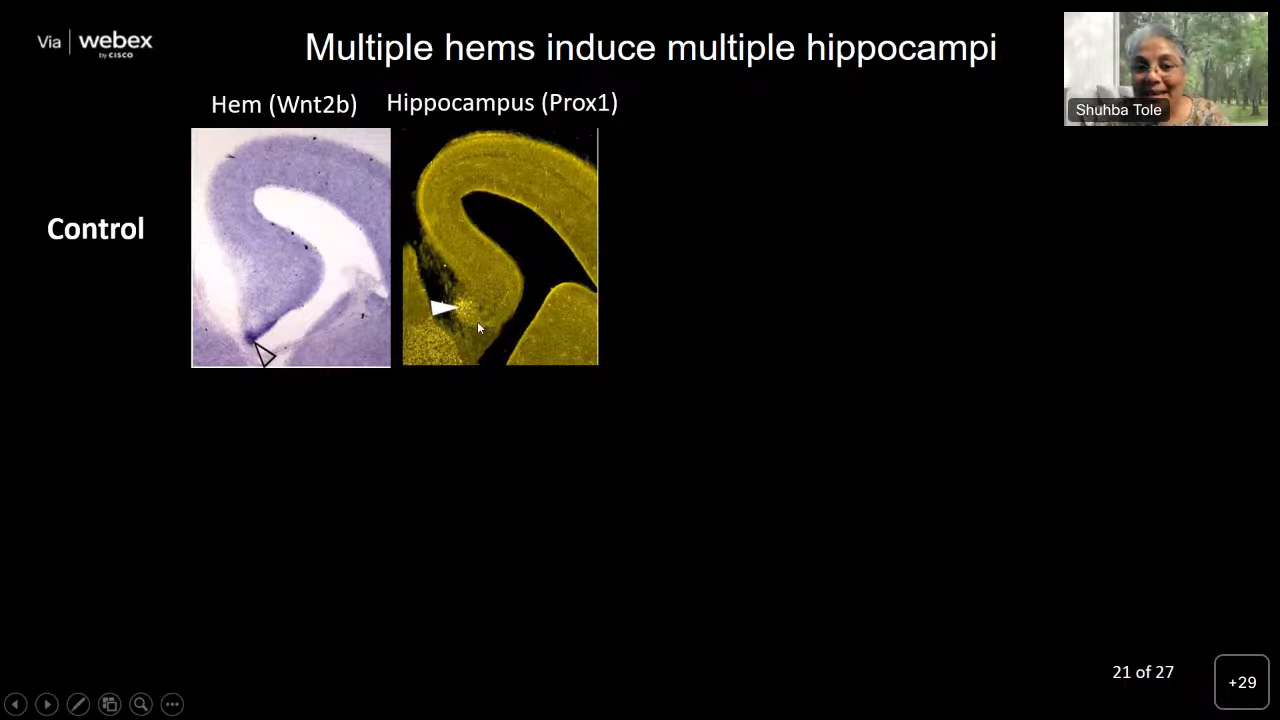 Via | webex
by CISCO
Multiple hems induce multiple hippocampi
Shuhba Tole
Hem (Wnt2b)
Hippocampus (Prox1)
Control
21 of 27
+29